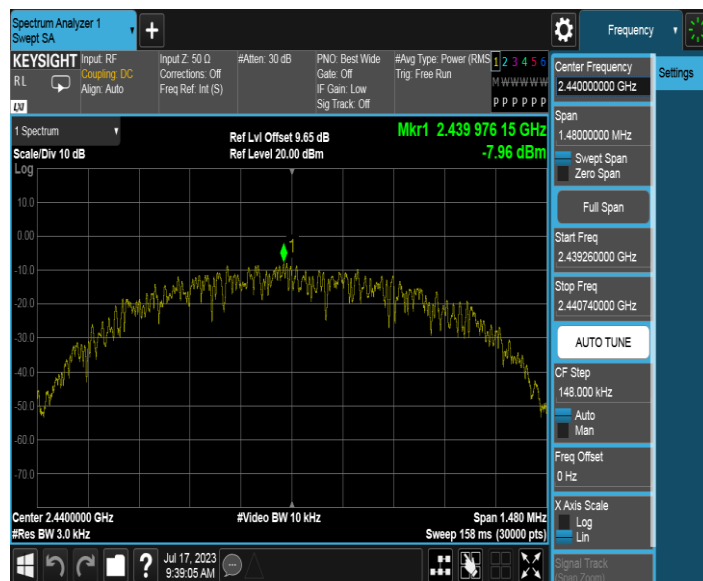 Spectrum Analyzer 1
Swept SA
Frequency
KEYSIGHT
RL
LXI
Input: RF
Coupling: DC
Align: Auto
Input Z: 50 Ω
Corrections: Off
Freq Ref: Int (S)
#Atten: 30 dB
PNO: Best Wide
Gate: Off
IF Gain: Low
Sig Track: Off
#Avg Type: Power (RMS
Trig: Free Run
1 2 3 4 5 6
M W W W W W
P P P P P P
Center Frequency
2.440000000 GHz
Settings
Span
1.48000000 MHz
Swept Span
Zero Span
Full Span
Start Freq
2.439260000 GHz
Stop Freq
2.440740000 GHz
AUTO TUNE
CF Step
148.000 kHz
Auto
Man
Freq Offset
0 Hz
X Axis Scale
Log
Lin
Signal Track
(Span Zoom)
1 Spectrum
Scale/Div 10 dB
Ref Lvl Offset 9.65 dB
Ref Level 20.00 dBm
Mkr1 2.439 976 15 GHz
-7.96 dBm
Log
10.0
0.00
-10.0
-20.0
-30.0
-40.0
-50.0
-60.0
-70.0
1
Center 2.4400000 GHz
#Video BW 10 kHz
Span 1.480 MHz
#Res BW 3.0 kHz
Sweep 158 ms (30000 pts)
?
Jul 17, 2023
9:39:05 AM